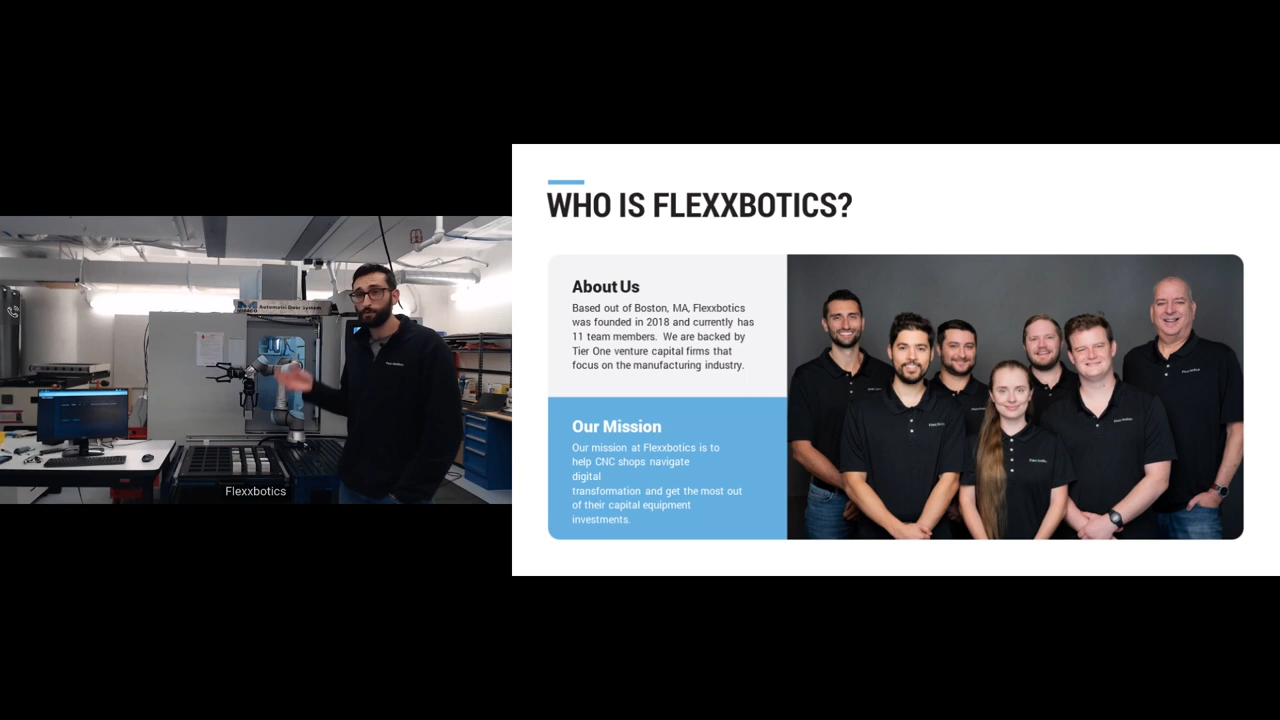 Automatic Door System
Flexxbotics
WHO IS FLEXXBOTICS?
About Us
Based out of Boston, MA, Flexxbotics
was founded in 2018 and currently has
11 team members. We are backed by
Tier One venture capital firms that
focus on the manufacturing industry.
Our Mission
Our mission at Flexxbotics is to
help CNC shops navigate
digital
transformation and get the most out
of their capital equipment
investments.